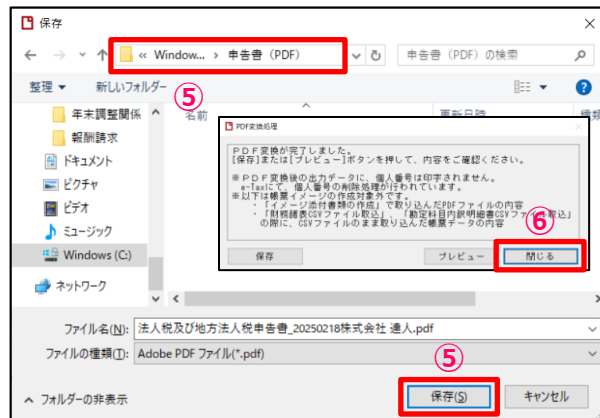 保存
« Window... › 申告書（PDF）
申告書（PDF）の検索
整理 新しいフォルダー
⑤
年末調整関係
報酬請求
ドキュメント
ピクチャ
ビデオ
ミュージック
Windows (C:)
ネットワーク
名前 更新日時 種類
PDF変換処理
ＰＤＦ変換が完了しました。
[保存]または[プレビュー]ボタンを押して、内容をご確認ください。
※ＰＤＦ変換後の出力データに、個人番号は印字されません。
e-Taxにて、個人番号の削除処理が行われています。
※以下は帳票イメージの作成対象外です。
・「イメージ添付書類の作成」で取り込んだPDFファイルの内容
・「財務諸表CSVファイル取込」、「勘定科目内訳明細書CSVファイル取込」
の際に、CSVファイルのまま取り込んだ帳票データの内容
⑥
保存 プレビュー 閉じる
ファイル名(N): 法人税及び地方法人税申告書_20250218株式会社 達人.pdf
ファイルの種類(T): Adobe PDF ファイル(*.pdf)
⑤
フォルダーの非表示 保存(S) キャンセル